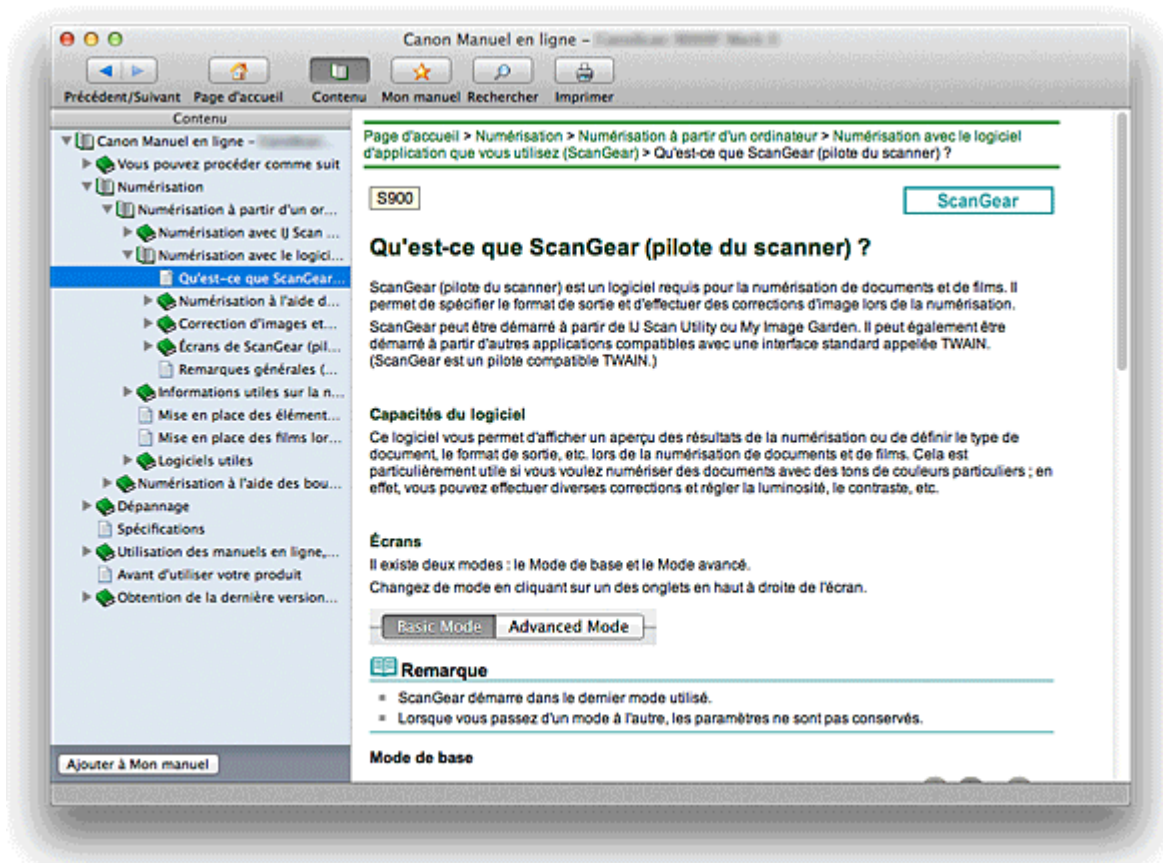 Canon Manuel en ligne –
Précédent/Suivant Page d'accueil Contenu Mon manuel Rechercher Imprimer
Contenu
Canon Manuel en ligne –
Vous pouvez procéder comme suit
Numérisation
Numérisation à partir d'un or...
Numérisation avec IJ Scan ...
Numérisation avec le logici...
Qu'est-ce que ScanGear...
Numérisation à l'aide d...
Correction d'images et...
Écrans de ScanGear (pil...
Remarques générales (...
Informations utiles sur la n...
Mise en place des élément...
Mise en place des films lor...
Logiciels utiles
Numérisation à l'aide des bou...
Dépannage
Spécifications
Utilisation des manuels en ligne,...
Avant d'utiliser votre produit
Obtention de la dernière version...
Ajouter à Mon manuel
Page d'accueil > Numérisation > Numérisation à partir d'un ordinateur > Numérisation avec le logiciel
d'application que vous utilisez (ScanGear) > Qu'est-ce que ScanGear (pilote du scanner) ?
S900
ScanGear
Qu'est-ce que ScanGear (pilote du scanner) ?
ScanGear (pilote du scanner) est un logiciel requis pour la numérisation de documents et de films. Il
permet de spécifier le format de sortie et d'effectuer des corrections d'image lors de la numérisation.
ScanGear peut être démarré à partir de IJ Scan Utility ou My Image Garden. Il peut également être
démarré à partir d'autres applications compatibles avec une interface standard appelée TWAIN.
(ScanGear est un pilote compatible TWAIN.)
Capacités du logiciel
Ce logiciel vous permet d'afficher un aperçu des résultats de la numérisation ou de définir le type de
document, le format de sortie, etc. lors de la numérisation de documents et de films. Cela est
particulièrement utile si vous voulez numériser des documents avec des tons de couleurs particuliers ; en
effet, vous pouvez effectuer diverses corrections et régler la luminosité, le contraste, etc.
Écrans
Il existe deux modes : le Mode de base et le Mode avancé.
Changez de mode en cliquant sur un des onglets en haut à droite de l'écran.
Basic Mode Advanced Mode
Remarque
ScanGear démarre dans le dernier mode utilisé.
Lorsque vous passez d'un mode à l'autre, les paramètres ne sont pas conservés.
Mode de base